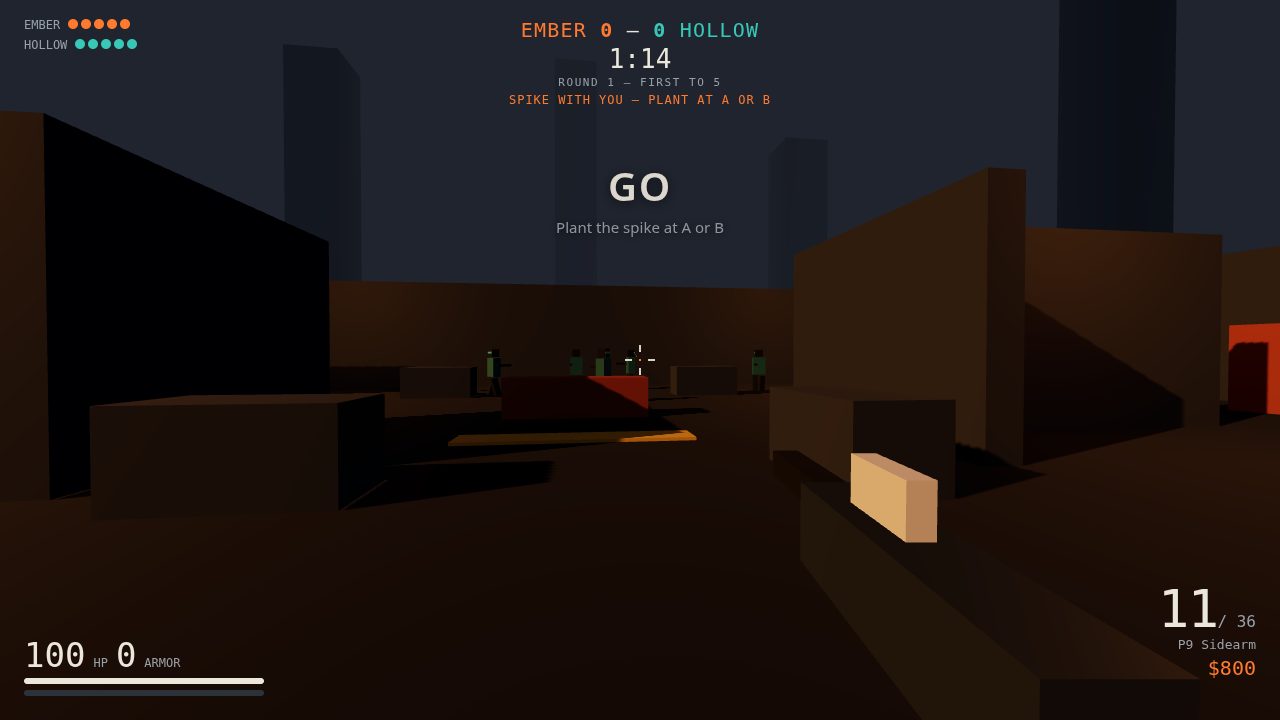 EMBER
HOLLOW
EMBER 0 — 0 HOLLOW
1:14
ROUND 1 — FIRST TO 5
SPIKE WITH YOU — PLANT AT A OR B
GO
Plant the spike at A or B
100 HP 0 ARMOR
11 / 36
P9 Sidearm
$800